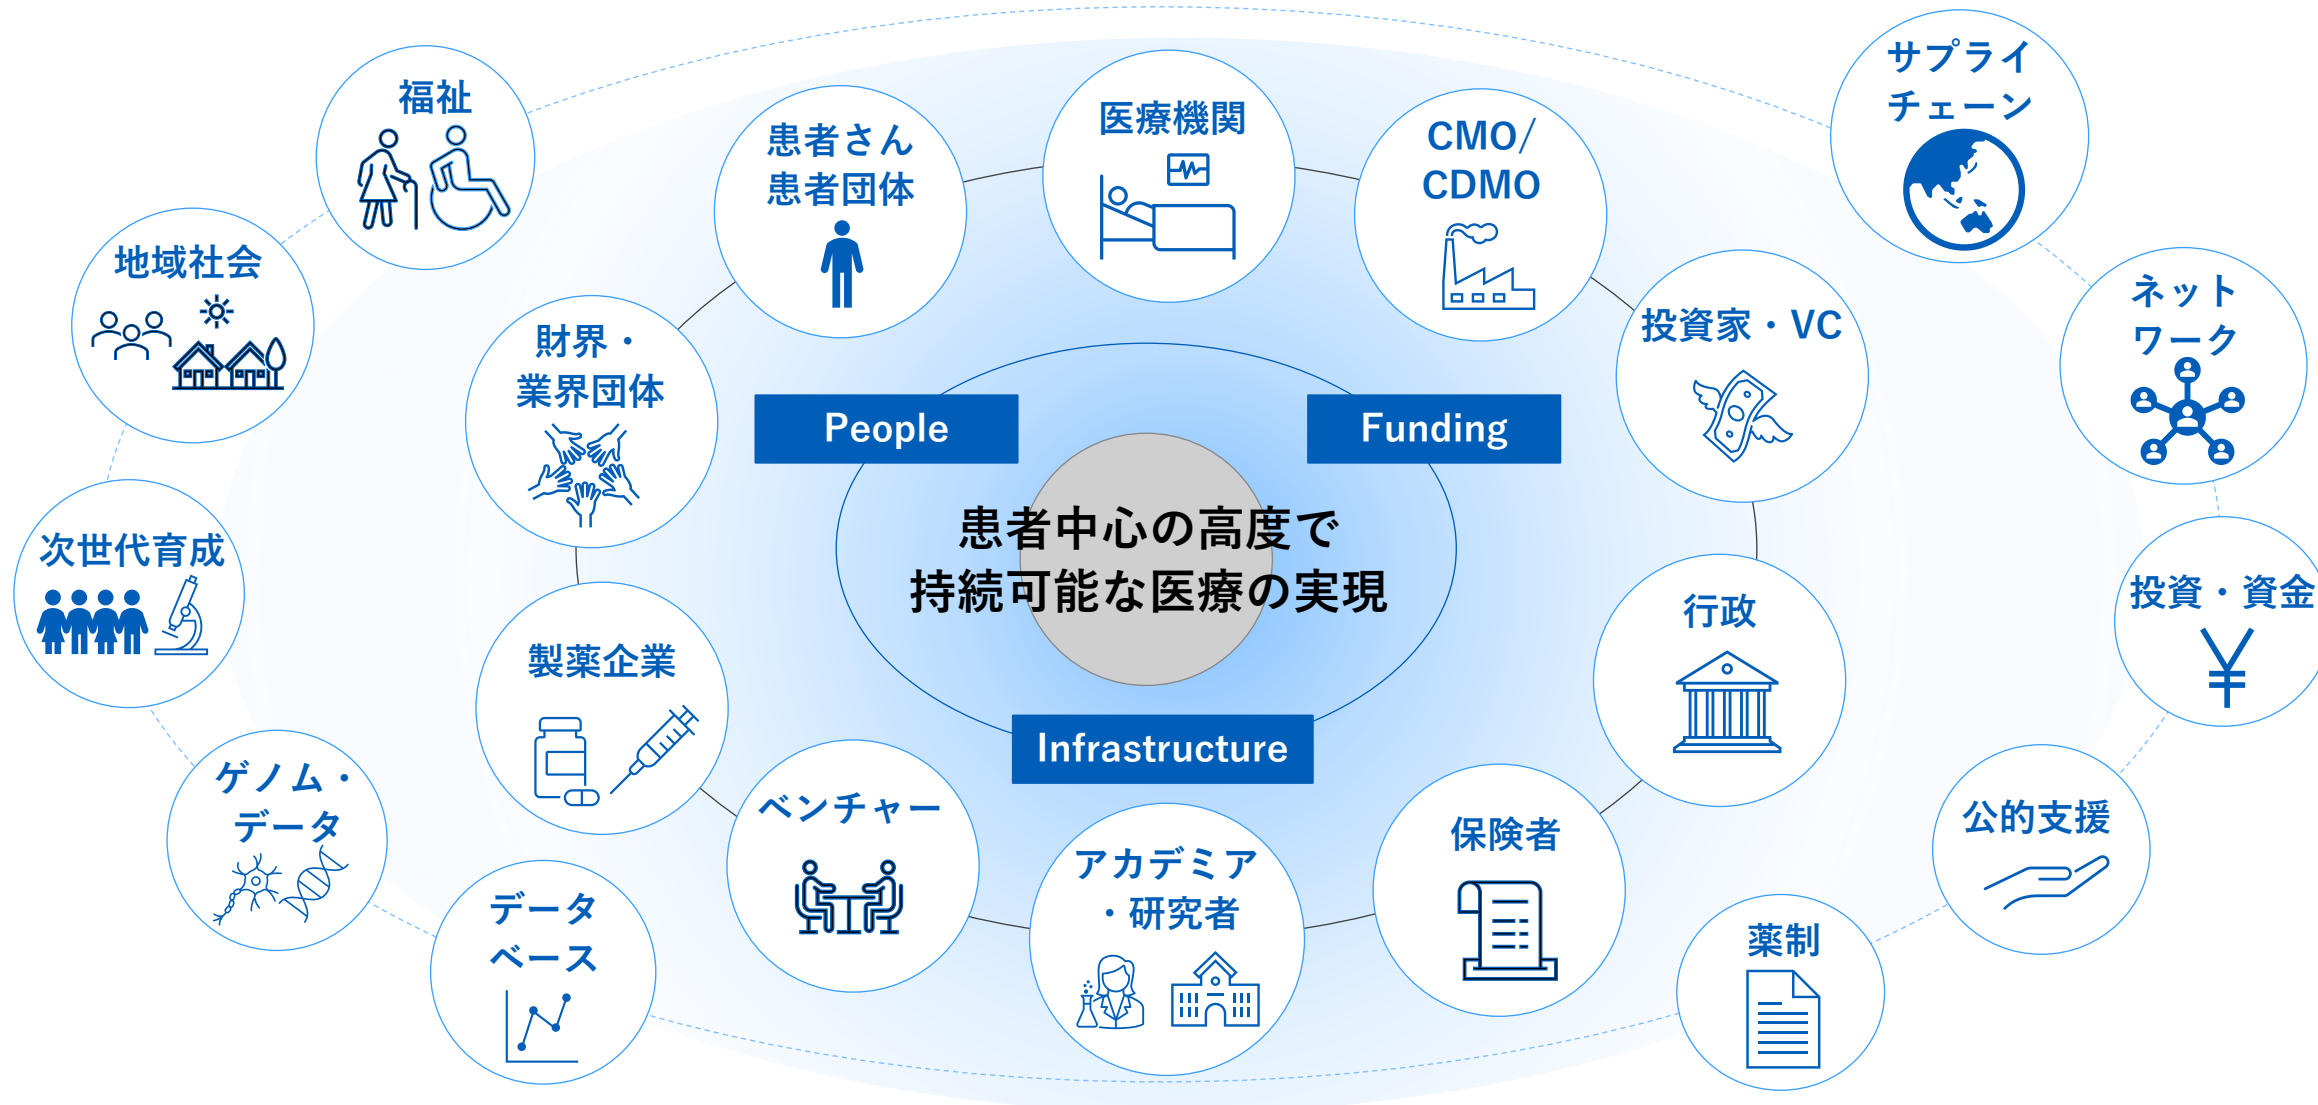 サプライ
チェーン
福祉
医療機関
CMO/
CDMO
患者さん
患者団体
地域社会
ネット
ワーク
投資家・VC
財界・
業界団体
People
Funding
患者中心の高度で
持続可能な医療の実現
次世代育成
投資・資金
行政
製薬企業
Infrastructure
ゲノム・
データ
ベンチャー
公的支援
保険者
アカデミア
・研究者
データ
ベース
薬制